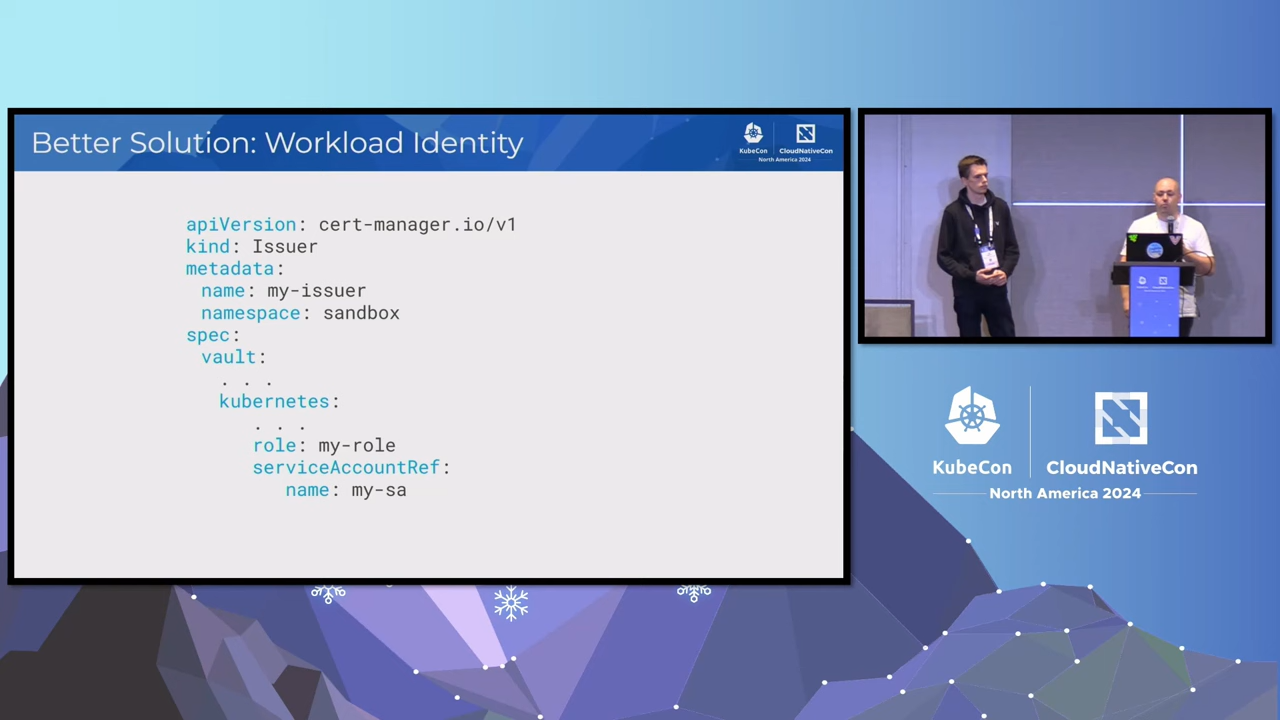 Better Solution: Workload Identity
KubeCon
CloudNativeCon
North America 2024
apiVersion: cert-manager.io/v1
kind: Issuer
metadata:
name: my-issuer
namespace: sandbox
spec:
vault:
. . .
kubernetes:
. . .
role: my-role
serviceAccountRef:
name: my-sa
KubeCon
CloudNativeCon
North America 2024